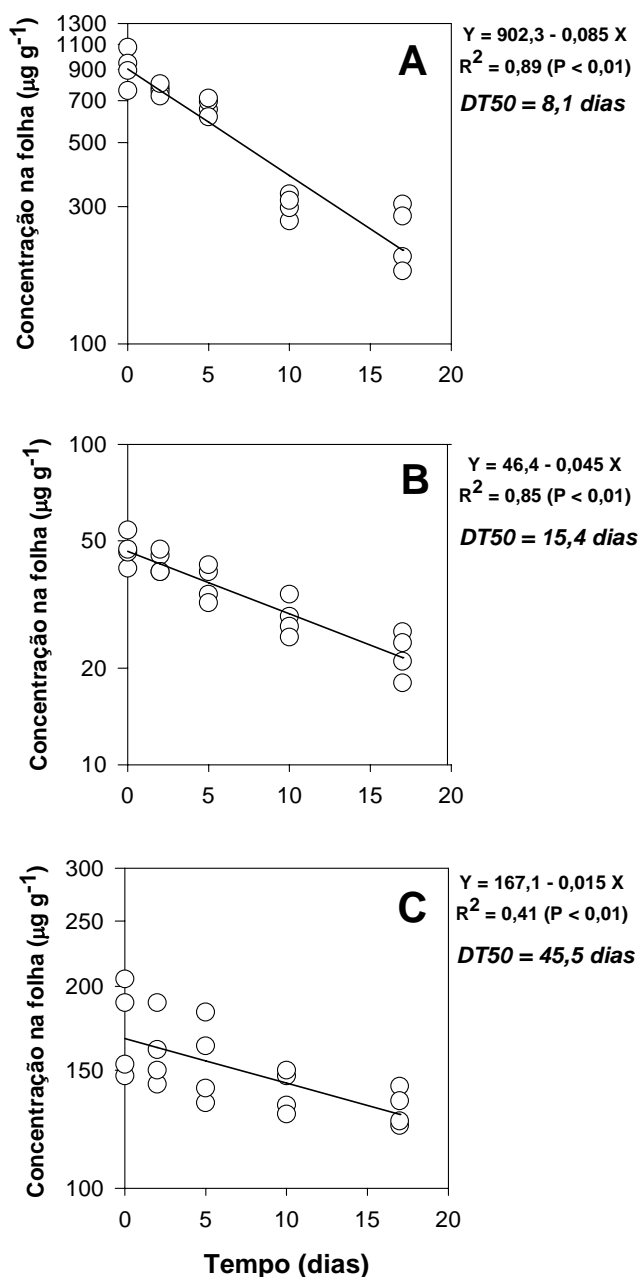 Concentração na folha (µg g-1)
1300
1100
900
700
500
300
100
A
0 5 10 15 20
Y = 902,3 - 0,085 X
R2 = 0,89 (P < 0,01)
DT50 = 8,1 dias
Concentração na folha (µg g-1)
100
50
20
10
B
0 5 10 15 20
Y = 46,4 - 0,045 X
R2 = 0,85 (P < 0,01)
DT50 = 15,4 dias
Concentração na folha (µg g-1)
300
250
200
150
100
C
0 5 10 15 20
Y = 167,1 - 0,015 X
R2 = 0,41 (P < 0,01)
DT50 = 45,5 dias
Tempo (dias)